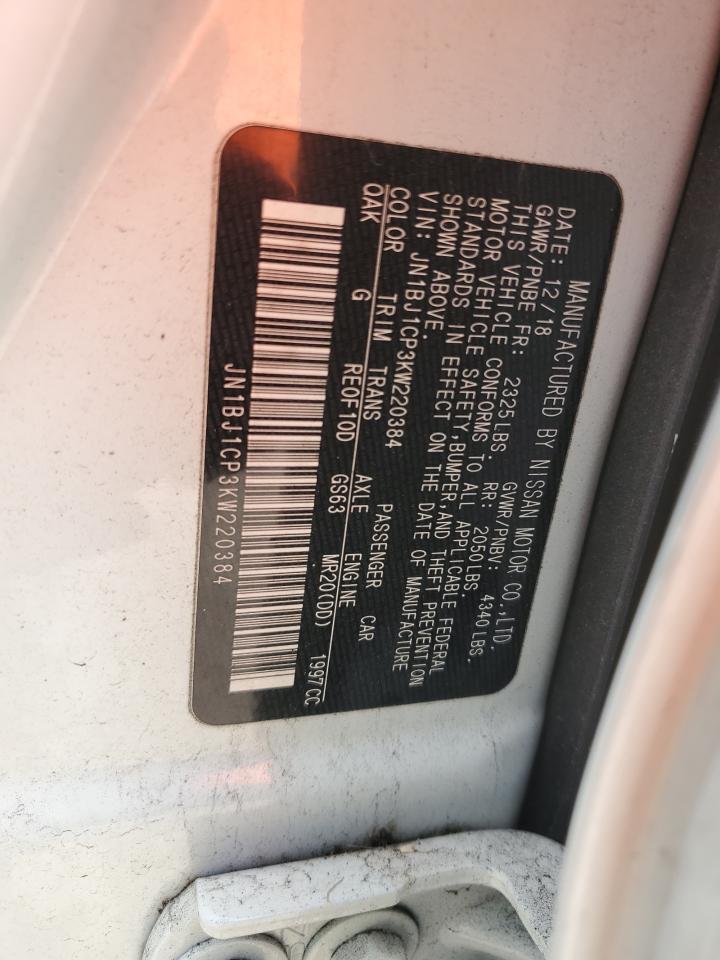 MANUFACTURED BY NISSAN MOTOR CO.,LTD.
DATE: 12/18 GVWR/PNBV: 4340LBS.
GAWR/PNBE FR: 2325LBS. RR: 2050LBS
THIS VEHICLE CONFORMS TO ALL APPLICABLE FEDERAL
MOTOR VEHICLE SAFETY,BUMPER,AND THEFT PREVENTION
STANDARDS IN EFFECT ON THE DATE OF MANUFACTURE
SHOWN ABOVE.
VIN: JN1BJ1CP3KW220384 PASSENGER CAR
COLOR TRIM TRANS AXLE ENGINE
QAK G RE0F10D GS63 MR20(DD) 1997CC
JN1BJ1CP3KW220384